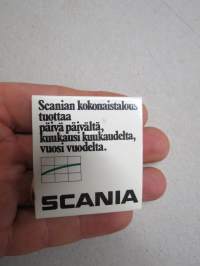 Scanian kokonaistalous
tuottaa
päivä päivältä,
kuukausi kuukaudelta,
vuosi vuodelta.
SCANIA